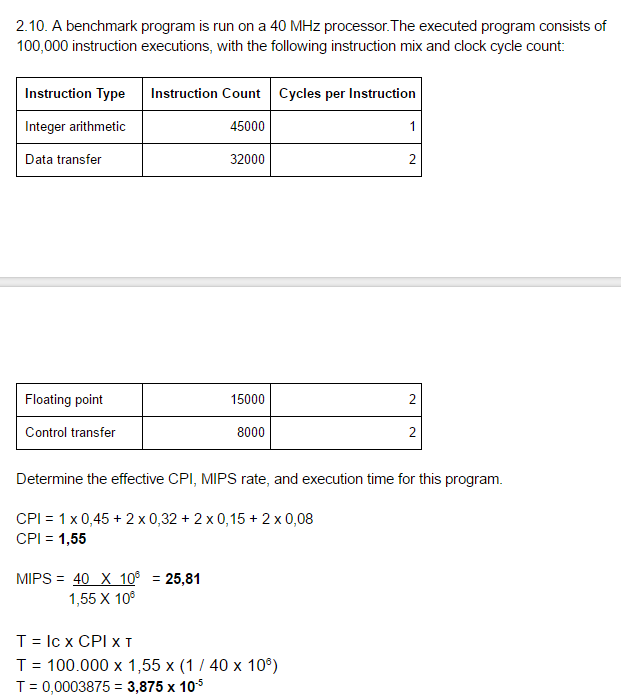 2.10. A benchmark program is run on a 40 MHz processor.The executed program consists of
100,000 instruction executions, with the following instruction mix and clock cycle count:
Instruction Type Instruction Count Cycles per Instruction
Integer arithmetic 45000 1
Data transfer 32000 2
Floating point 15000 2
Control transfer 8000 2
Determine the effective CPI, MIPS rate, and execution time for this program.
CPI = 1 x 0,45 + 2 x 0,32 + 2 x 0,15 + 2 x 0,08
CPI = 1,55
MIPS = 40 X 10⁶ = 25,81
1,55 X 10⁶
T = Ic x CPI x τ
T = 100.000 x 1,55 x (1 / 40 x 10⁶)
T = 0,0003875 = 3,875 x 10⁻⁵